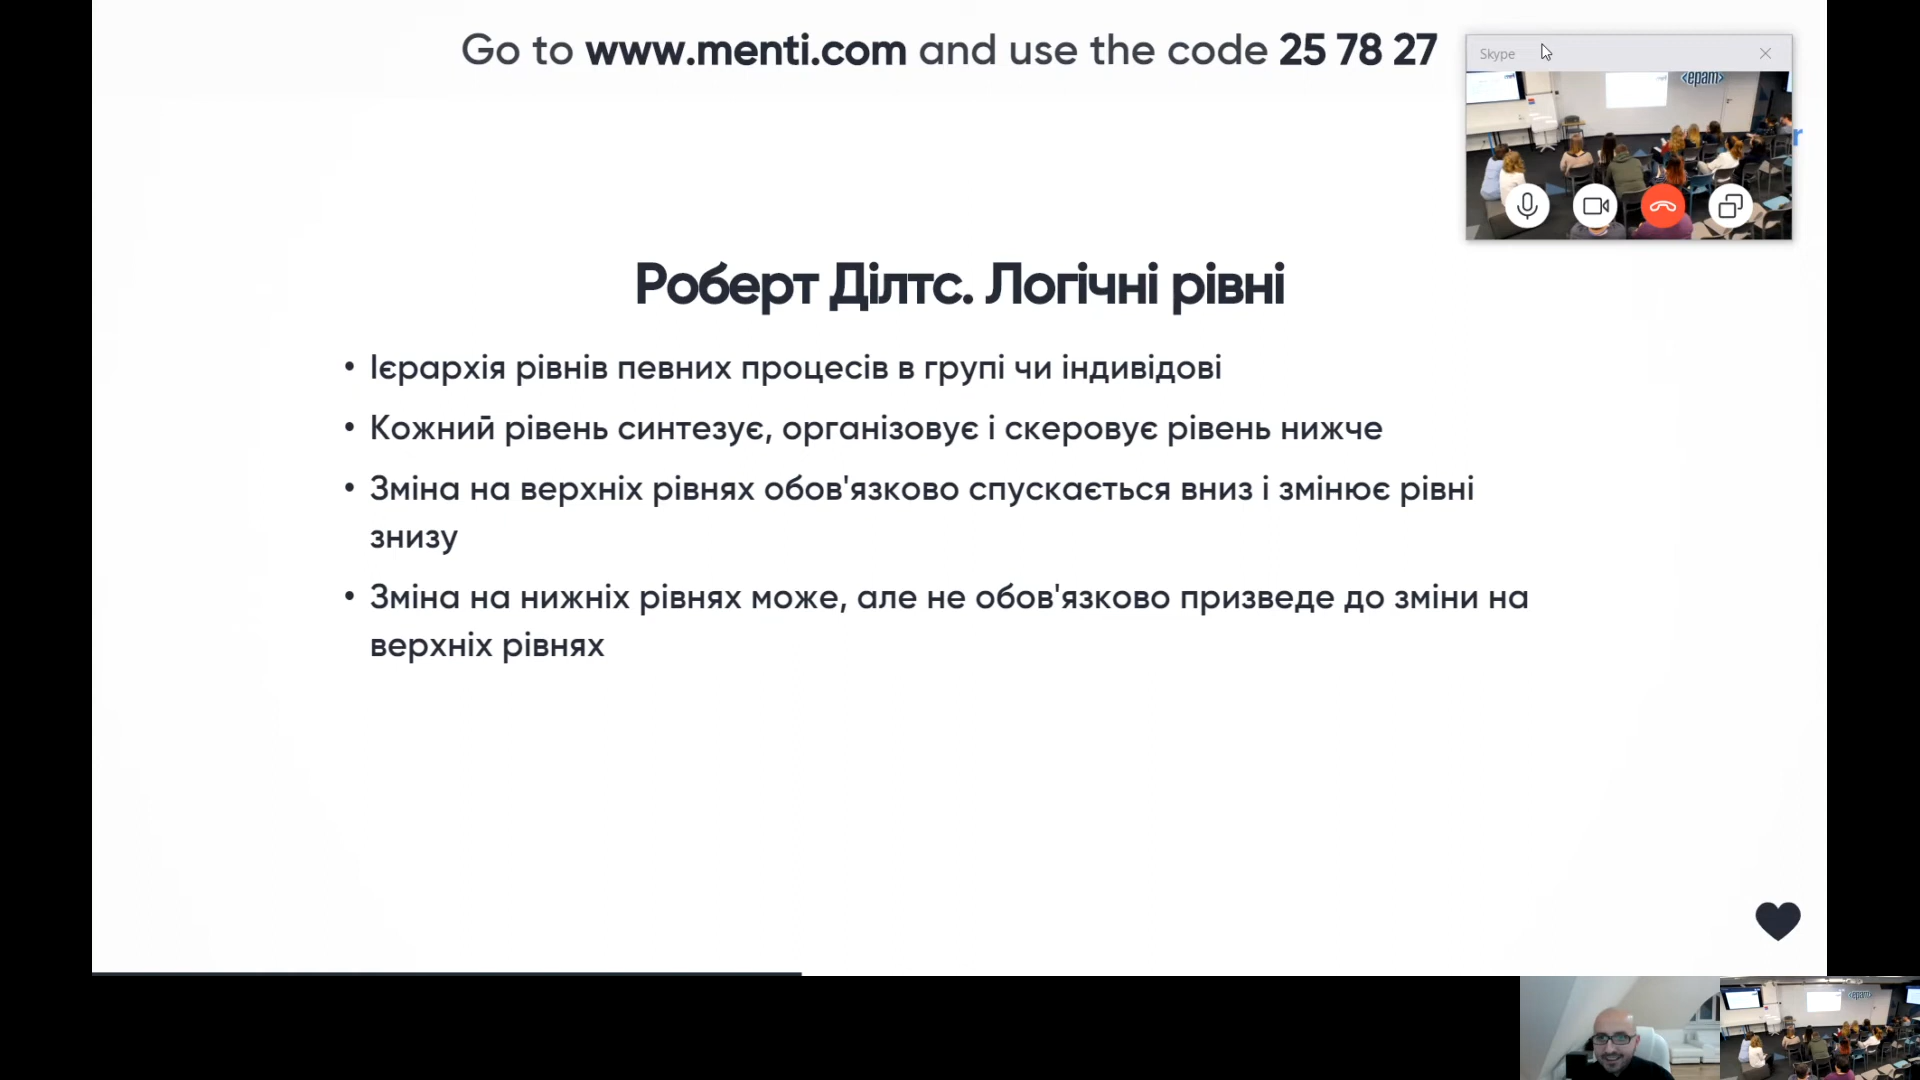 Go to www.menti.com and use the code 25 78 27
Skype
<epam>
r
Роберт Ділтс. Логічні рівні
• Ієрархія рівнів певних процесів в групі чи індивідові
• Кожний рівень синтезує, організовує і скеровує рівень нижче
• Зміна на верхніх рівнях обов'язково спускається вниз і змінює рівні
знизу
• Зміна на нижніх рівнях може, але не обов'язково призведе до зміни на
верхніх рівнях
<epam>